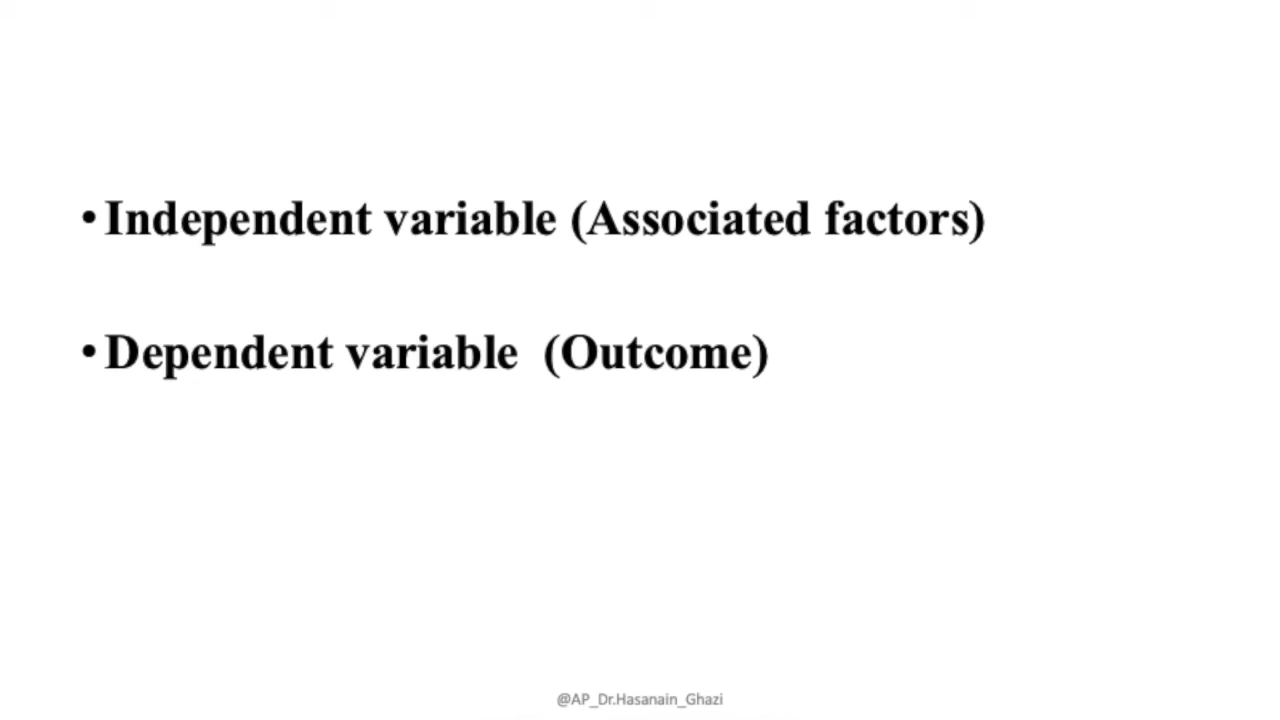 •Independent variable (Associated factors)
•Dependent variable  (Outcome)
@AP_Dr.Hasanain_Ghazi